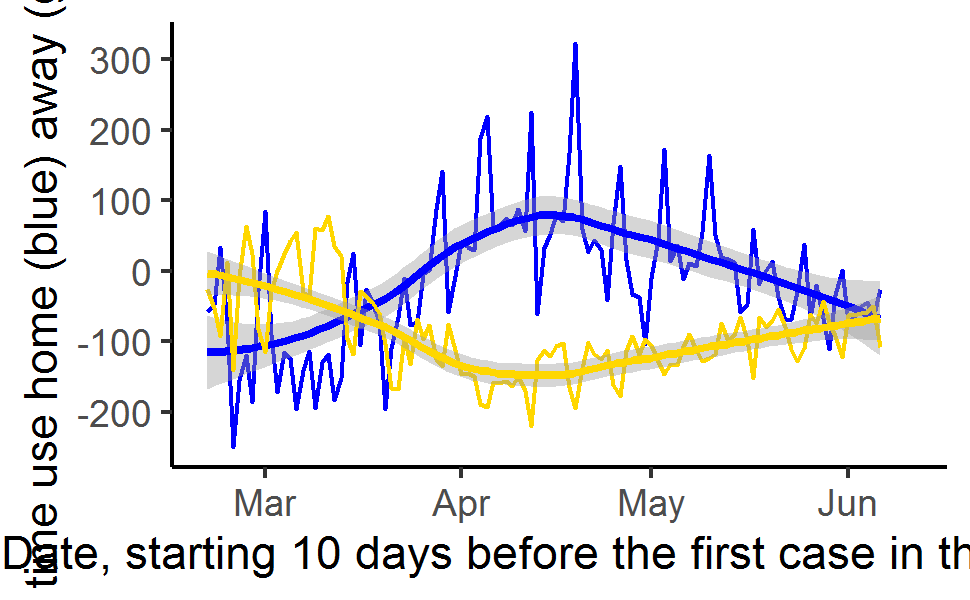 time use home (blue) away (
300
200
100
0
-100
-200
Mar Apr May Jun
Date, starting 10 days before the first case in th